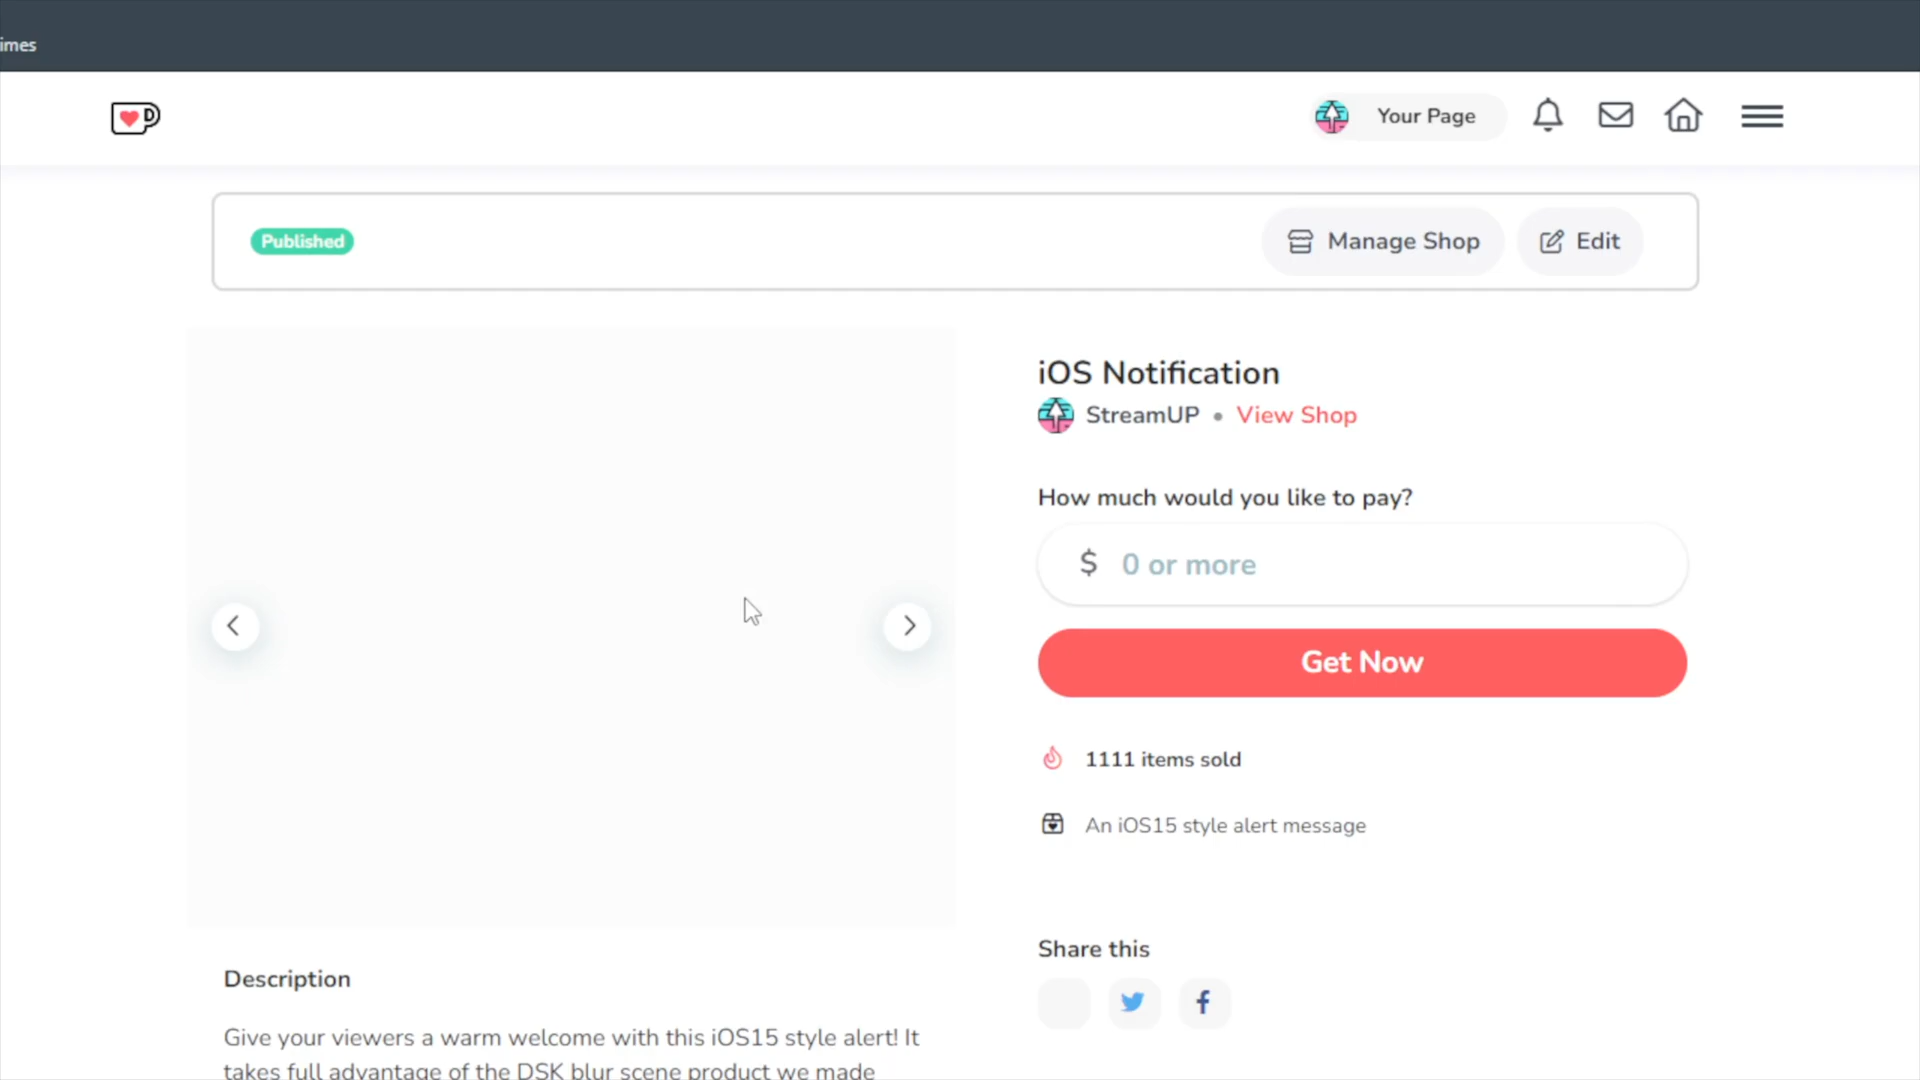 imes
Your Page
Published
Manage Shop
Edit
iOS Notification
StreamUP • View Shop
How much would you like to pay?
$ 0 or more
Get Now
1111 items sold
An iOS15 style alert message
Share this
Description
Give your viewers a warm welcome with this iOS15 style alert! It
takes full advantage of the DSK blur scene product we made